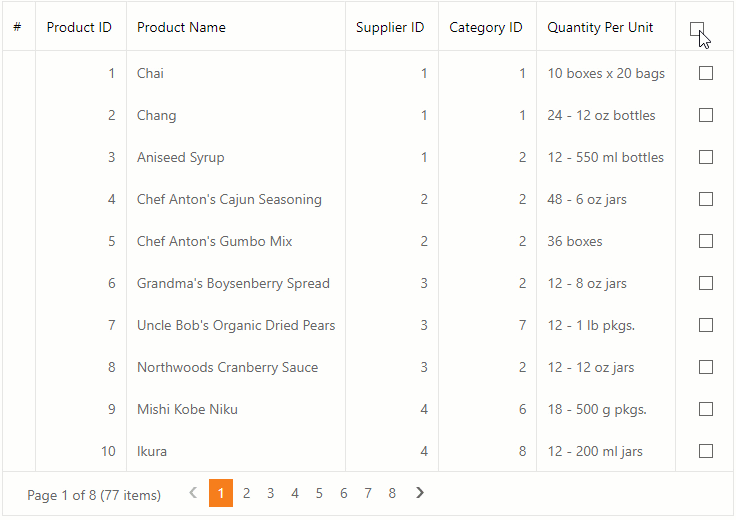 # Product ID Product Name Supplier ID Category ID Quantity Per Unit
1 Chai 1 1 10 boxes x 20 bags
2 Chang 1 1 24 - 12 oz bottles
3 Aniseed Syrup 1 2 12 - 550 ml bottles
4 Chef Anton's Cajun Seasoning 2 2 48 - 6 oz jars
5 Chef Anton's Gumbo Mix 2 2 36 boxes
6 Grandma's Boysenberry Spread 3 2 12 - 8 oz jars
7 Uncle Bob's Organic Dried Pears 3 7 12 - 1 lb pkgs.
8 Northwoods Cranberry Sauce 3 2 12 - 12 oz jars
9 Mishi Kobe Niku 4 6 18 - 500 g pkgs.
10 Ikura 4 8 12 - 200 ml jars
Page 1 of 8 (77 items) 1 2 3 4 5 6 7 8